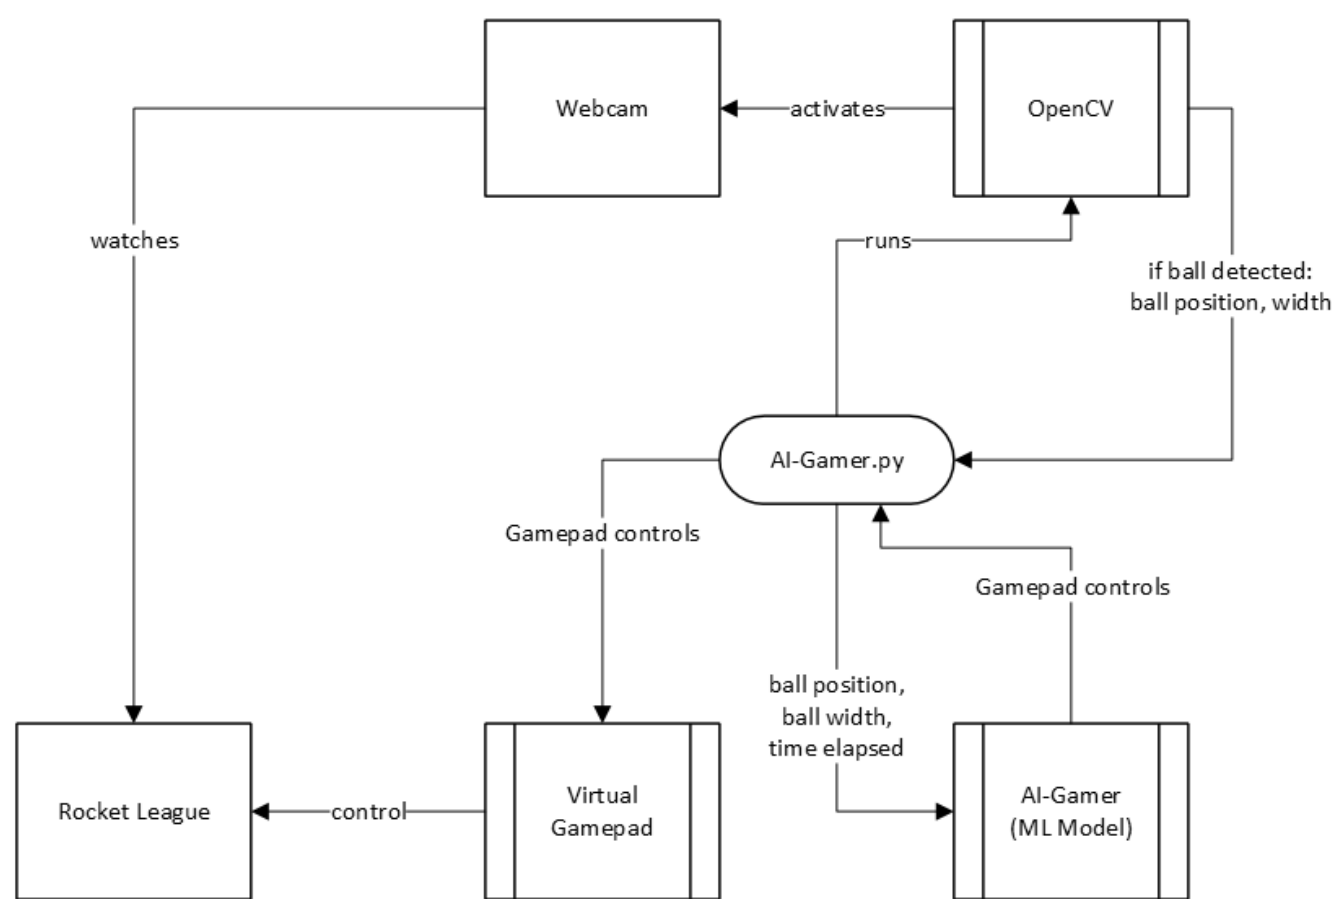 Webcam
activates
OpenCV
watches
runs
if ball detected:
ball position, width
AI-Gamer.py
Gamepad controls
Gamepad controls
ball position,
ball width,
time elapsed
Rocket League
control
Virtual
Gamepad
AI-Gamer
(ML Model)